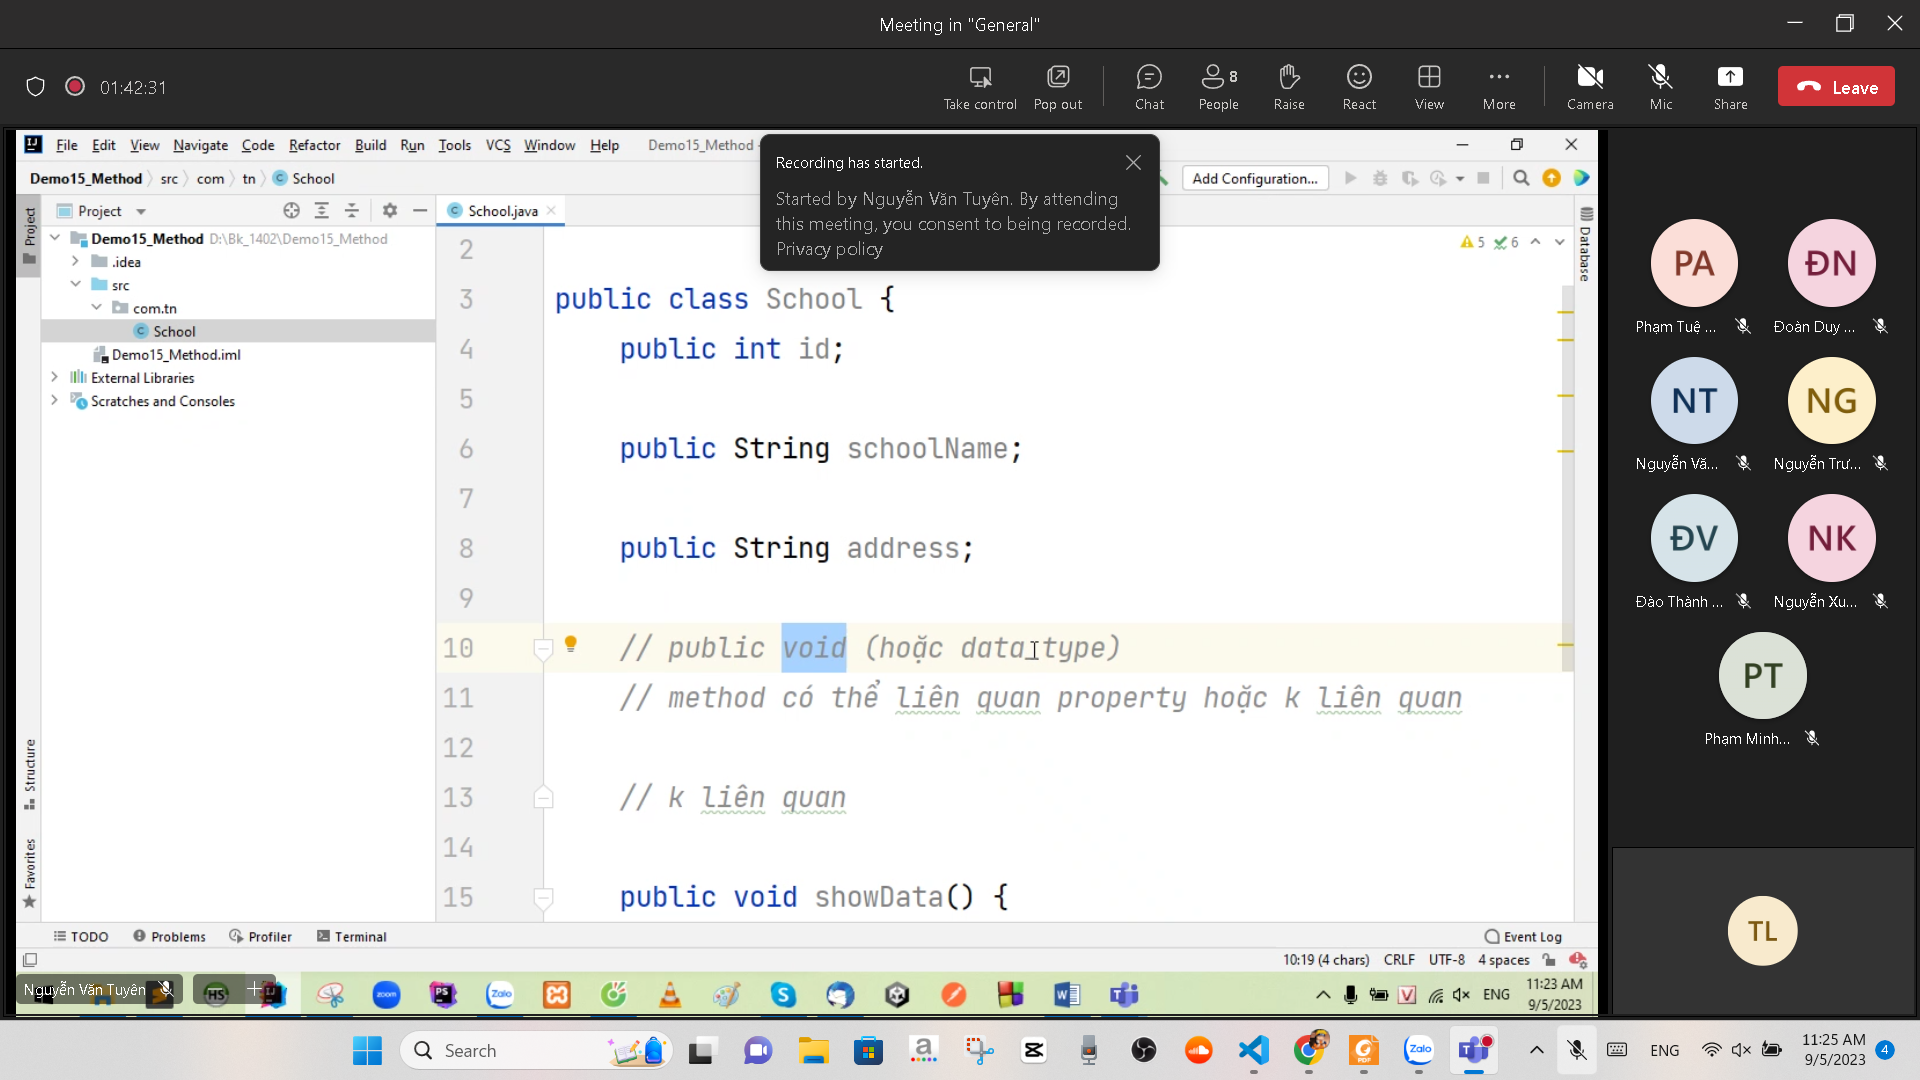 Meeting in "General"
01:42:31
Take control
Pop out
Chat
8
People
Raise
React
View
More
Camera
Mic
Share
Leave
File Edit View Navigate Code Refactor Build Run Tools VCS Window Help Demo15_Method
Recording has started.
Started by Nguyễn Văn Tuyên. By attending
this meeting, you consent to being recorded.
Privacy policy
Demo15_Method src com tn School
Add Configuration...
Project
Project
School.java
Demo15_Method D:\Bk_1402\Demo15_Method
.idea
src
com.tn
School
Demo15_Method.iml
External Libraries
Scratches and Consoles
5 6
Database
2
3 public class School {
4 public int id;
5
6 public String schoolName;
7
8 public String address;
9
10 // public void (hoặc data type)
11 // method có thể liên quan property hoặc k liên quan
12
13 // k liên quan
14
15 public void showData() {
Structure
Favorites
TODO Problems Profiler Terminal
Event Log
10:19 (4 chars) CRLF UTF-8 4 spaces
Nguyễn Văn Tuyên
HS
zoom
PS
Zalo
ENG
11:23 AM
9/5/2023
PA
Phạm Tuệ ...
ĐN
Đoàn Duy ...
NT
Nguyễn Vă...
NG
Nguyễn Trư...
ĐV
Đào Thành ...
NK
Nguyễn Xu...
PT
Phạm Minh...
TL
Search
a
PDF
Zalo
ENG
11:25 AM
9/5/2023
4